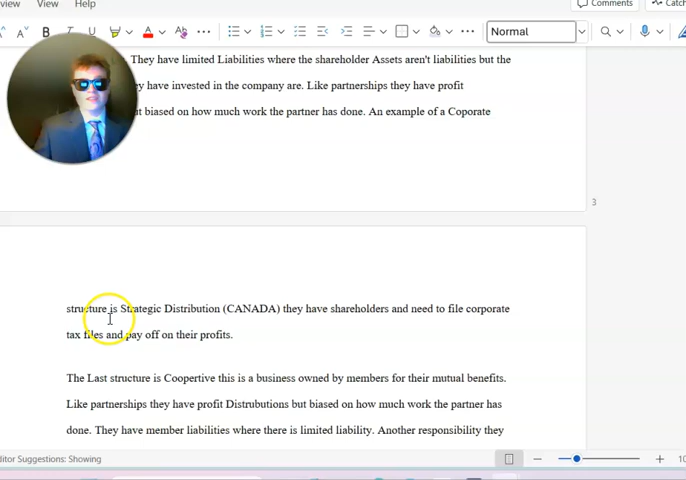 view View Help Comments Catch
B I U A Ab Normal
They have limited Liabilities where the shareholder Assets aren't liabilities but the
have invested in the company are. Like partnerships they have profit
biased on how much work the partner has done. An example of a Coporate
3
structure is Strategic Distribution (CANADA) they have shareholders and need to file corporate
tax files and pay off on their profits.
The Last structure is Coopertive this is a business owned by members for their mutual benefits.
Like partnerships they have profit Distrubutions but biased on how much work the partner has
done. They have member liabilities where there is limited liability. Another responsibility they
Editor Suggestions: Showing